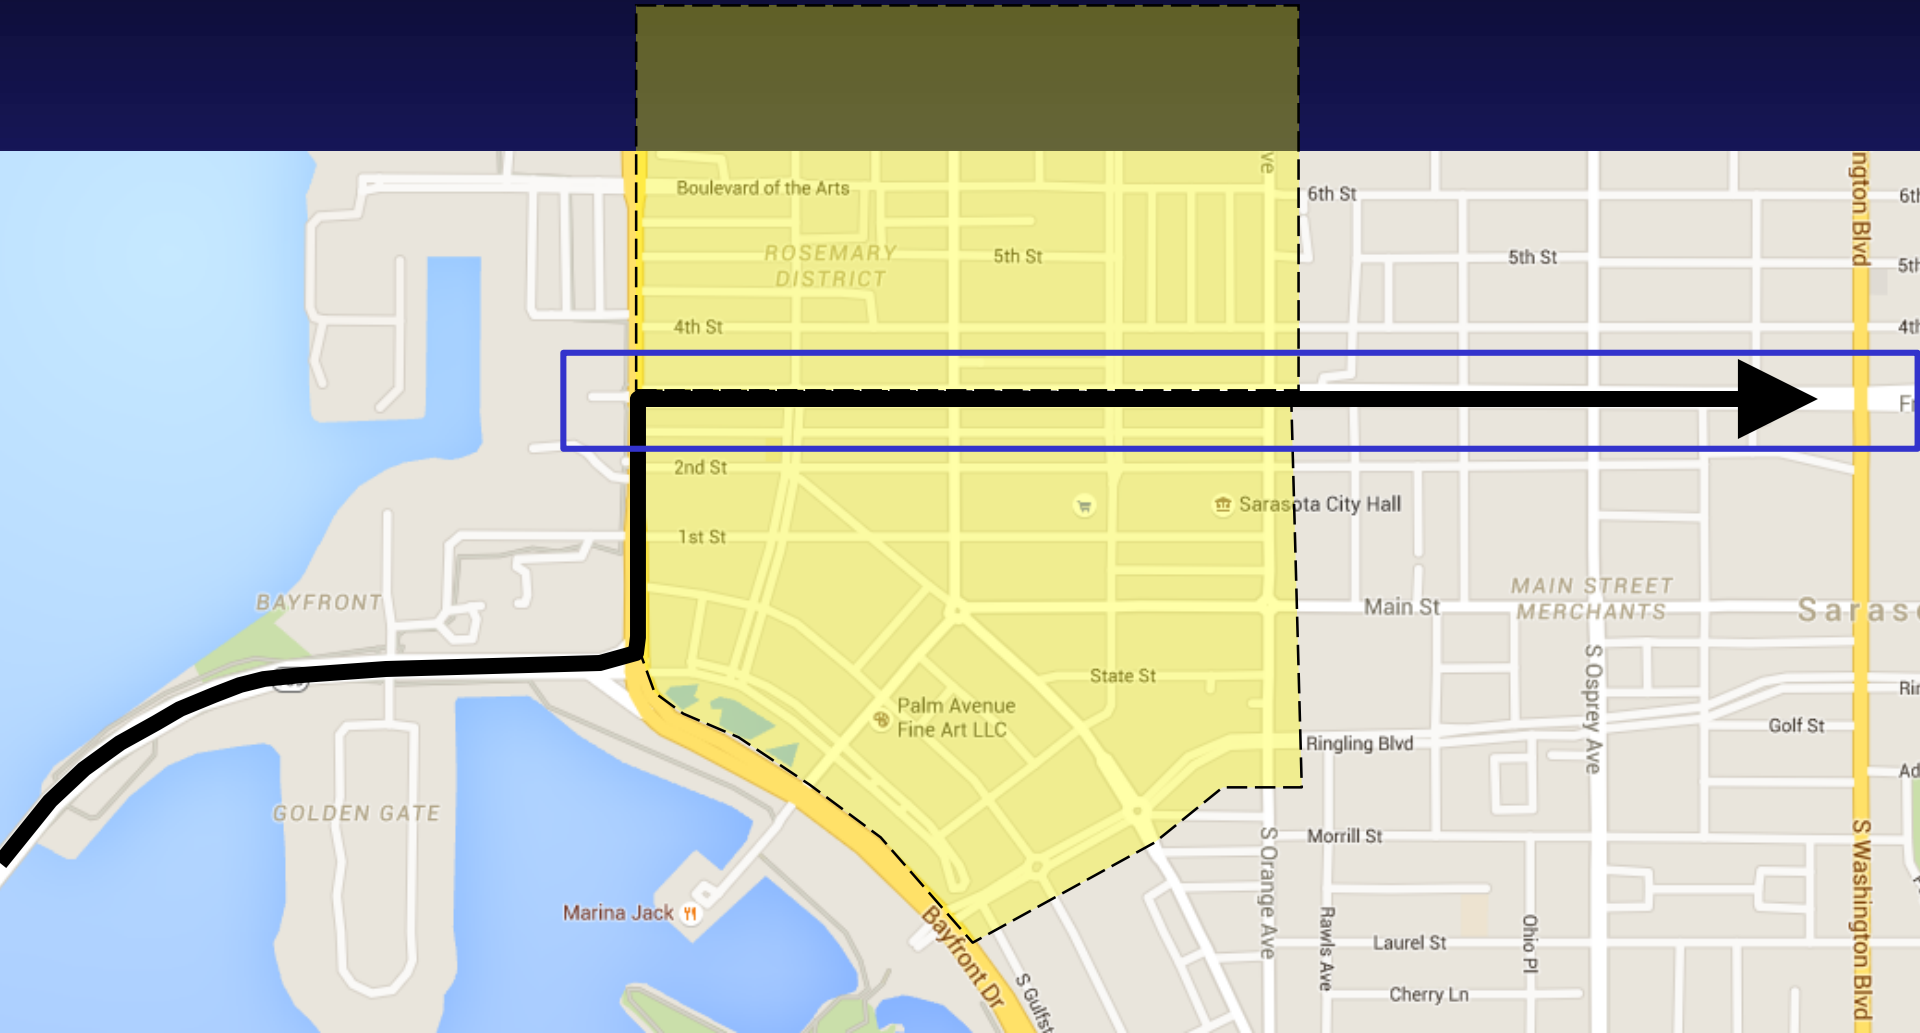 Boulevard of the Arts
6th St
6th
ROSEMARY
DISTRICT
5th St
5th St
5th
4th St
4th
2nd St
Sarasota City Hall
1st St
BAYFRONT
MAIN STREET
MERCHANTS
Main St
State St
Palm Avenue
Fine Art LLC
Golf St
Ringling Blvd
GOLDEN GATE
S Osprey Ave
Morrill St
S Orange Ave
S Washington Blvd
Marina Jack
Bayfront Dr
Rawls Ave
Ohio Pl
Laurel St
Cherry Ln